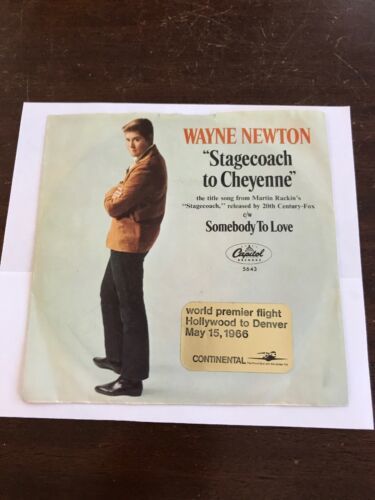 WAYNE NEWTON
"Stagecoach
to Cheyenne"
the title song from Martin Rackin's
"Stagecoach," released by 20th Century-Fox
c/w
Somebody To Love
Capitol
RECORDS
5643
world premier flight
Hollywood to Denver
May 15, 1966
CONTINENTAL